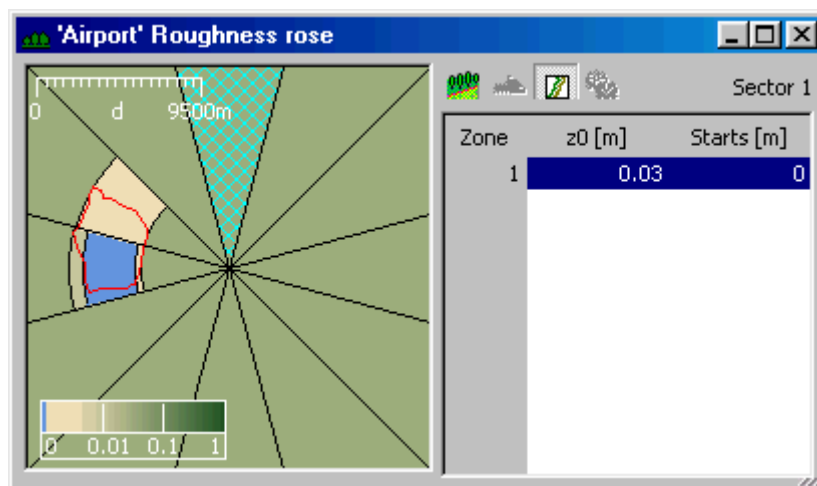 'Airport' Roughness rose
0 d 9500m
Sector 1
Zone z0 [m] Starts [m]
1 0.03 0
0 0.01 0.1 1